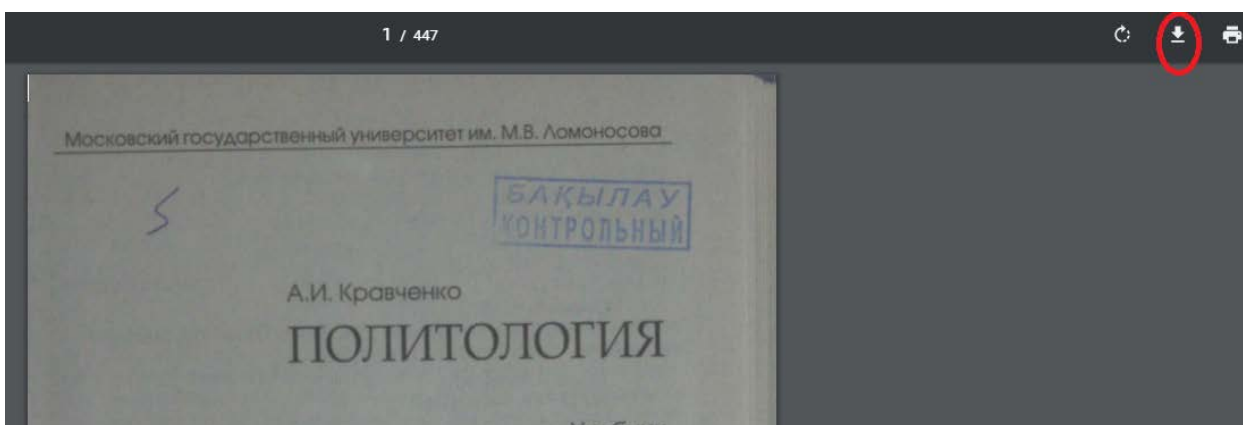 1 / 447
Московский государственный университет им. М.В. Ломоносова
5
БАҚЫЛАУ
КОНТРОЛЬНЫЙ
А.И. Кравченко
ПОЛИТОЛОГИЯ